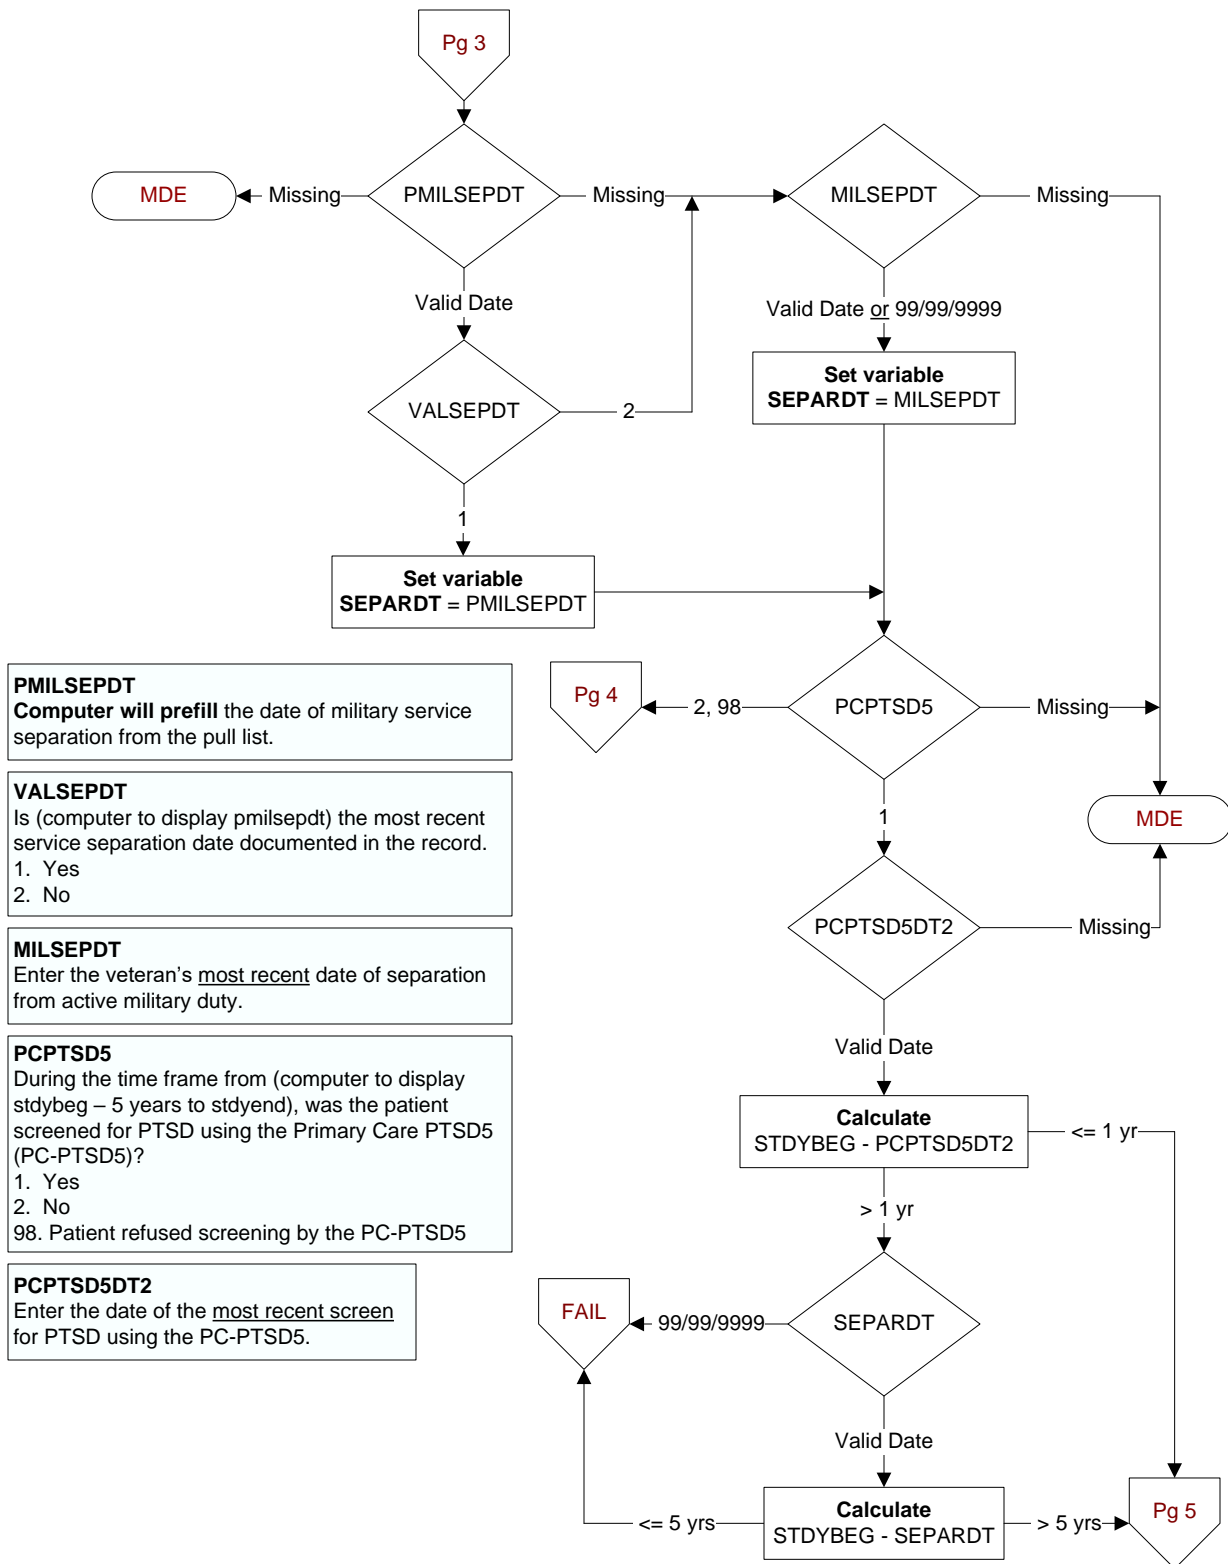 Pg 3
MDE
Missing
PMILSEPDT
Missing
MILSEPDT
Missing
Valid Date
Valid Date or 99/99/9999
VALSEPDT
2
Set variable
SEPARDT = MILSEPDT
1
Set variable
SEPARDT = PMILSEPDT
Pg 4
2, 98
PCPTSD5
Missing
1
MDE
PCPTSD5DT2
Missing
Valid Date
Calculate
STDYBEG - PCPTSD5DT2
<= 1 yr
> 1 yr
FAIL
99/99/9999
SEPARDT
Valid Date
<= 5 yrs
Calculate
STDYBEG - SEPARDT
> 5 yrs
Pg 5
PMILSEPDT
Computer will prefill the date of military service
separation from the pull list.
VALSEPDT
Is (computer to display pmilsepdt) the most recent
service separation date documented in the record.
1. Yes
2. No
MILSEPDT
Enter the veteran's most recent date of separation
from active military duty.
PCPTSD5
During the time frame from (computer to display
stdybeg – 5 years to stdyend), was the patient
screened for PTSD using the Primary Care PTSD5
(PC-PTSD5)?
1. Yes
2. No
98. Patient refused screening by the PC-PTSD5
PCPTSD5DT2
Enter the date of the most recent screen
for PTSD using the PC-PTSD5.